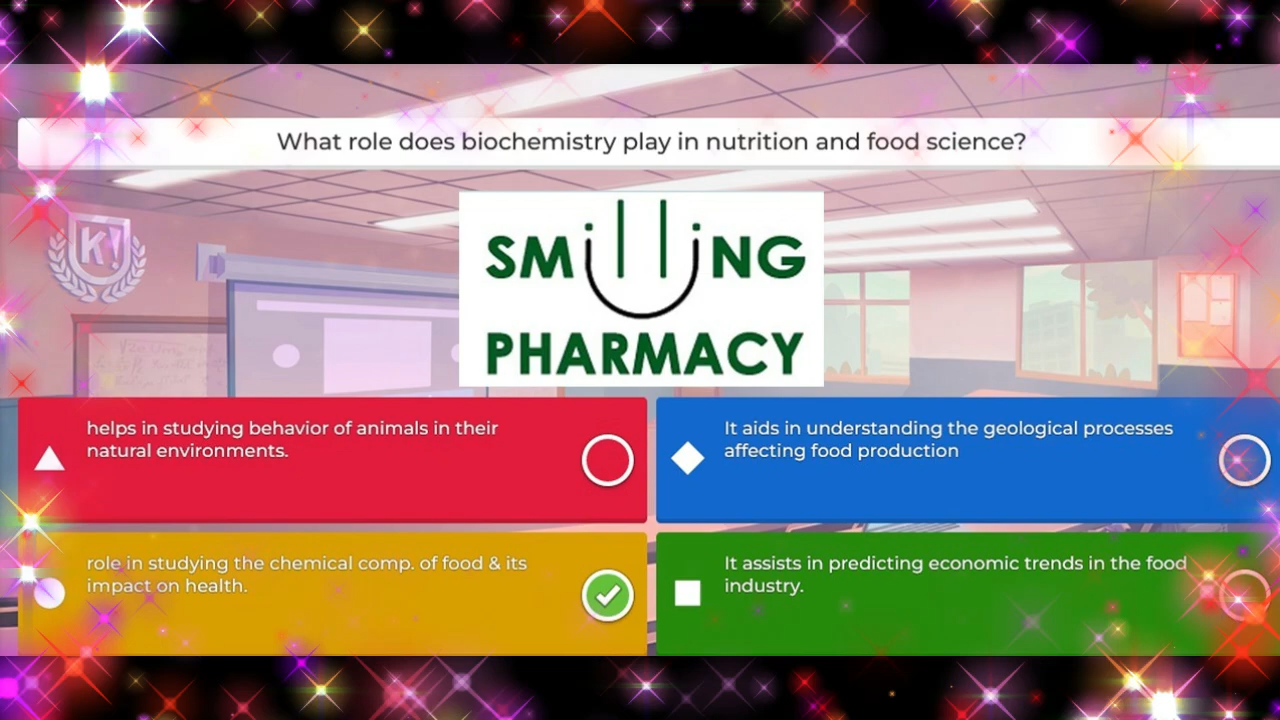 What role does biochemistry play in nutrition and food science?
K!
SMiLLiNG
PHARMACY
helps in studying behavior of animals in their
natural environments.
It aids in understanding the geological processes
affecting food production
role in studying the chemical comp. of food & its
impact on health.
It assists in predicting economic trends in the food
industry.